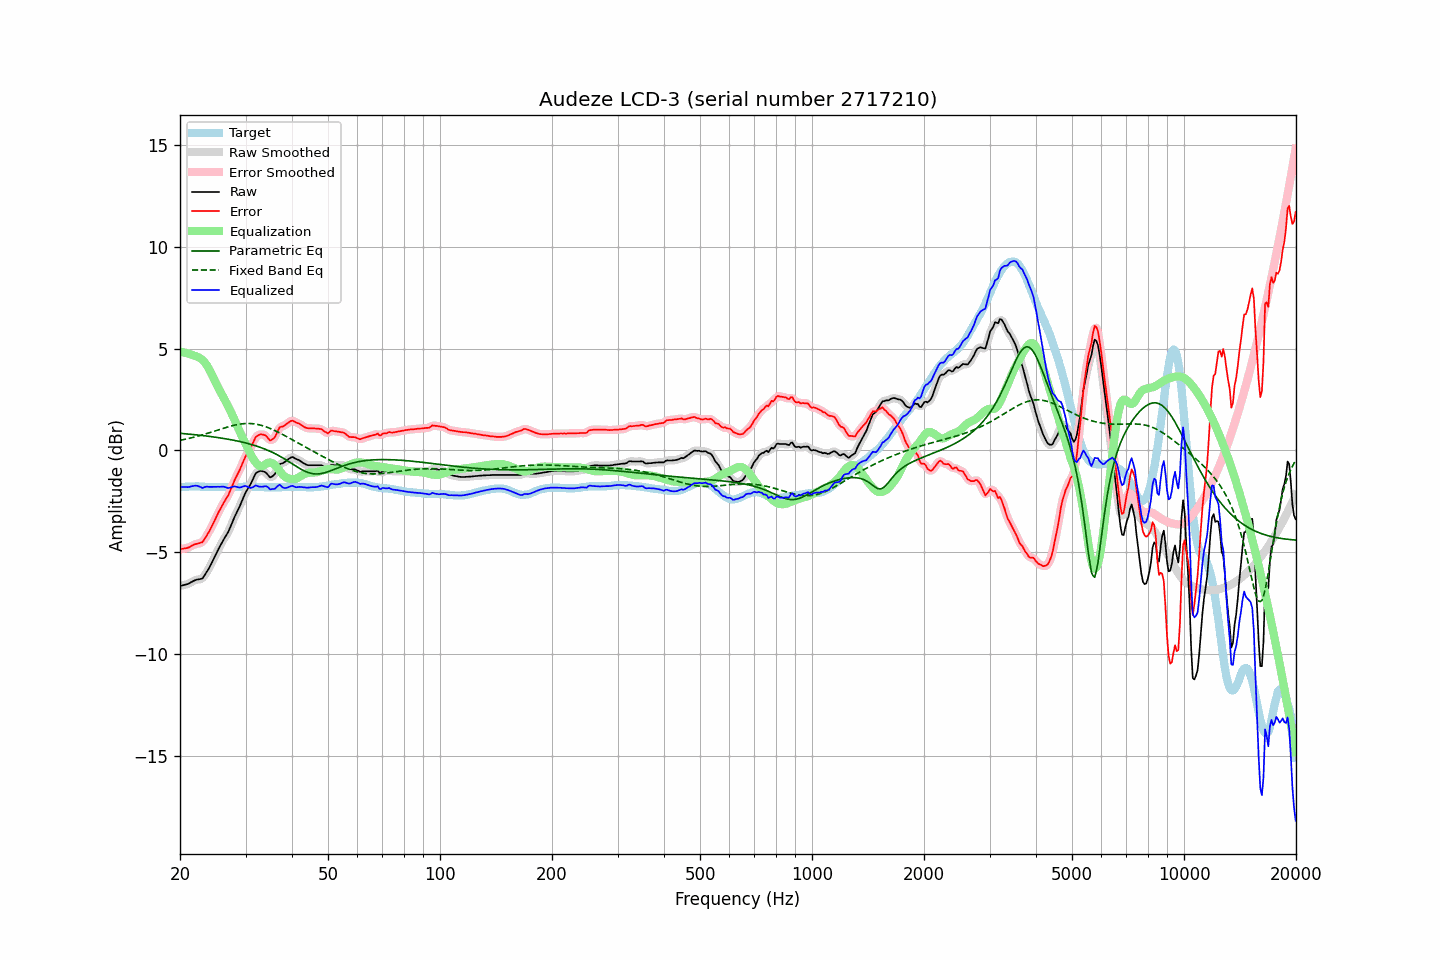 Audeze LCD-3 (serial number 2717210)
Target
Raw Smoothed
Error Smoothed
Raw
Error
Equalization
Parametric Eq
Fixed Band Eq
Equalized
Amplitude (dBr)
15
10
5
0
−5
−10
−15
20 50 100 200 500 1000 2000 5000 10000 20000
Frequency (Hz)